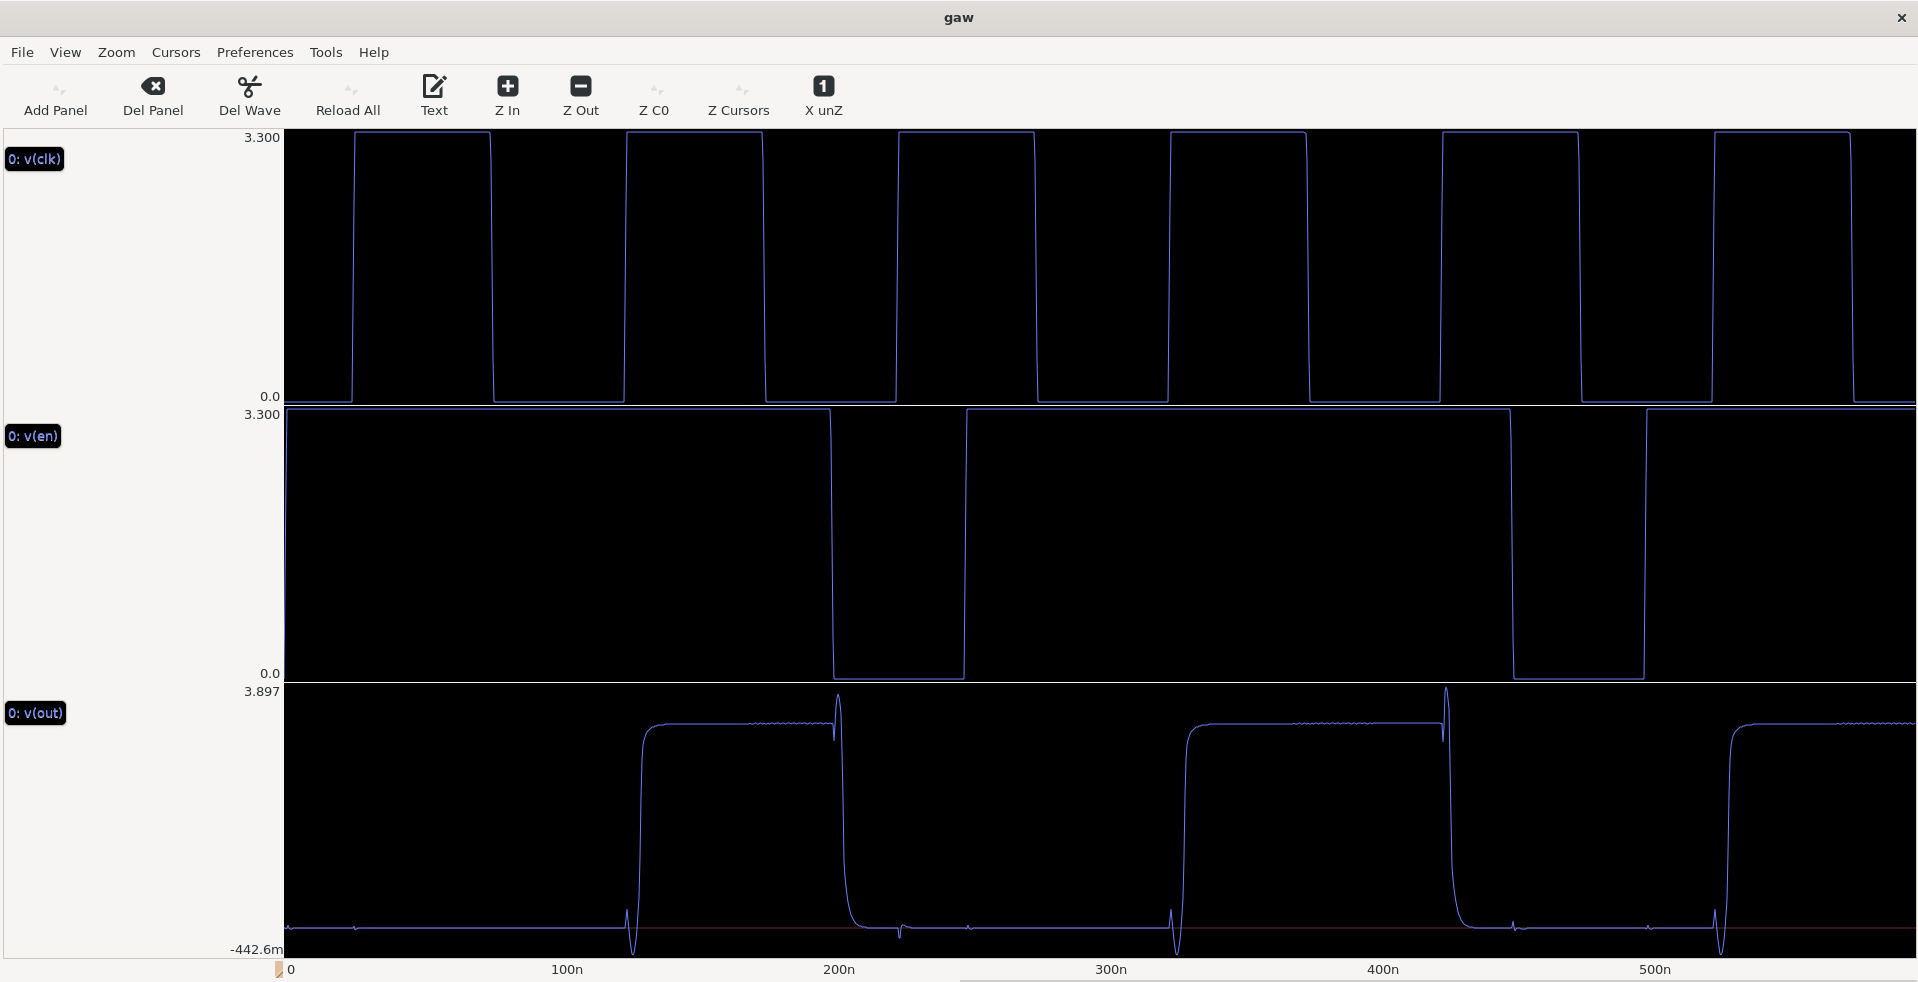 gaw
File View Zoom Cursors Preferences Tools Help
Add Panel Del Panel Del Wave Reload All Text Z In Z Out Z C0 Z Cursors 1 X unZ
3.300
0: v(clk)
0.0
3.300
0: v(en)
0.0
3.897
0: v(out)
-442.6m
0 100n 200n 300n 400n 500n